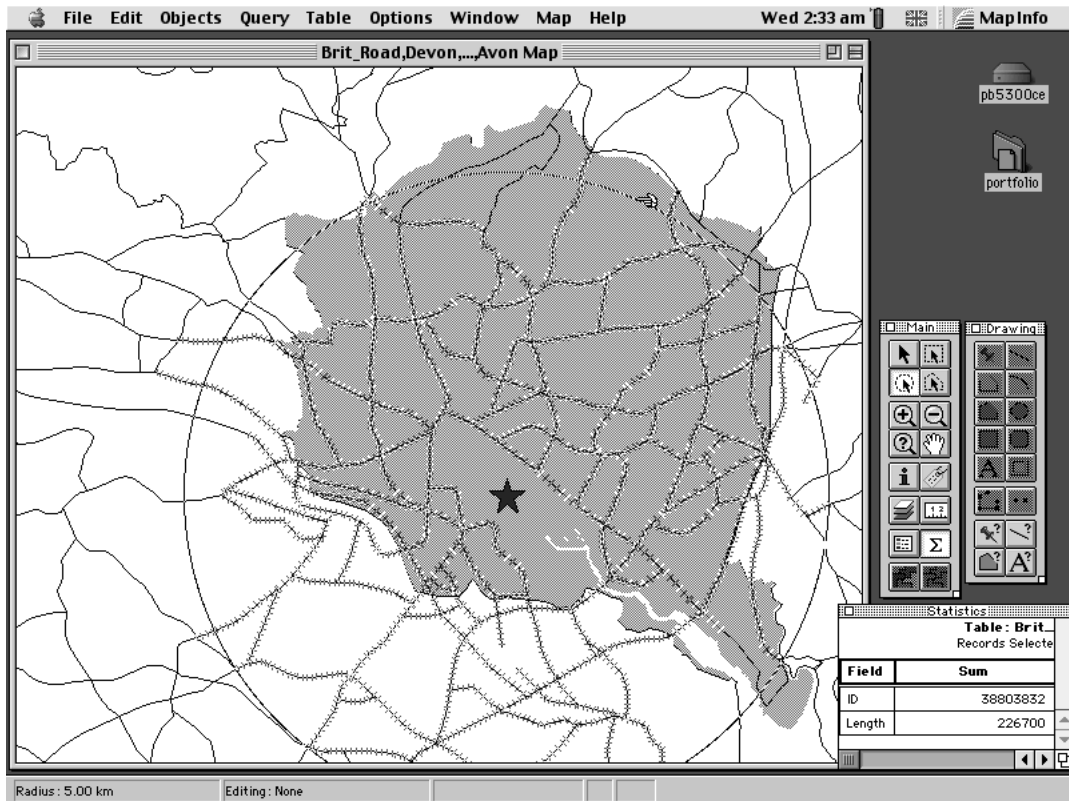 File Edit Objects Query Table Options Window Map Help Wed 2:33 am MapInfo
Brit_Road,Devon,...,Avon Map
pb5300ce
portfolio
Main
Drawing
Statistics
Table: Brit_
Records Selecte
Field Sum
ID 38803832
Length 226700
Radius: 5.00 km Editing: None